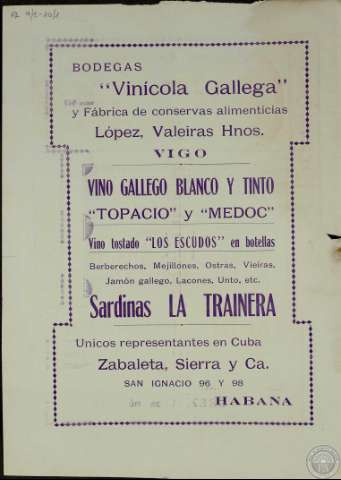 BODEGAS
"Vinícola Gallega"
y Fábrica de conservas alimenticias
López, Valeiras Hnos.
VIGO
VINO GALLEGO BLANCO Y TINTO
"TOPACIO" y "MEDOC"
Vino tostado "LOS ESCUDOS" en botellas
Berberechos, Mejillones, Ostras, Vieiras,
Jamón gallego, Lacones, Unto, etc.
Sardinas LA TRAINERA
Unicos representantes en Cuba
Zabaleta, Sierra y Ca.
SAN IGNACIO 96 Y 98
HABANA